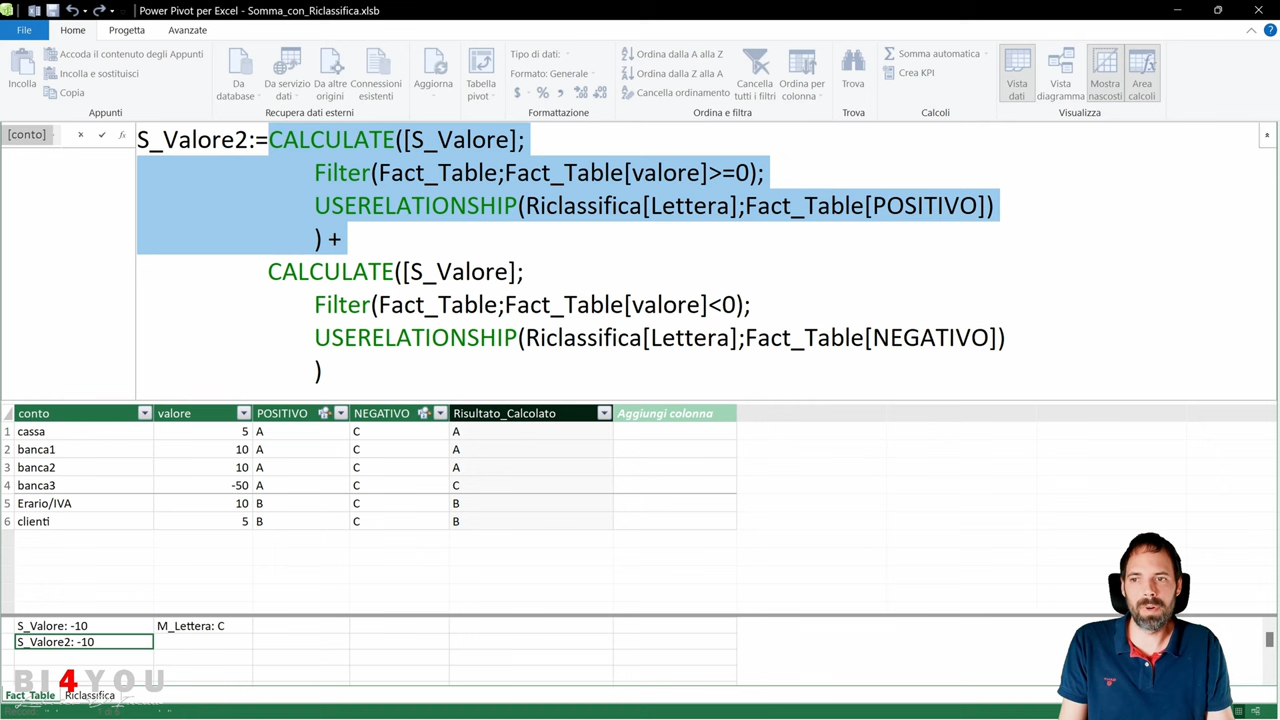 Power Pivot per Excel - Somma_con_Riclassifica.xlsb
File Home Progetta Avanzate
Incolla
Accoda il contenuto degli Appunti
Incolla e sostituisci
Copia
Appunti
Da database
Da servizio dati
Da altre origini
Connessioni esistenti
Recupera dati esterni
Aggiorna
Tabella pivot
Tipo di dati:
Formato: Generale
$ % ,
Formattazione
Ordina dalla A alla Z
Ordina dalla Z alla A
Cancella ordinamento
Cancella tutti i filtri
Ordina per colonna
Ordina e filtra
Trova
Trova
Somma automatica
Crea KPI
Calcoli
Vista dati
Vista diagramma
Mostra nascosti
Area calcoli
Visualizza
[conto] fx
S_Valore2:=CALCULATE([S_Valore];
Filter(Fact_Table;Fact_Table[valore]>=0);
USERELATIONSHIP(Riclassifica[Lettera];Fact_Table[POSITIVO])
) +
CALCULATE([S_Valore];
Filter(Fact_Table;Fact_Table[valore]<0);
USERELATIONSHIP(Riclassifica[Lettera];Fact_Table[NEGATIVO])
)
conto valore POSITIVO NEGATIVO Risultato_Calcolato Aggiungi colonna
1 cassa 5 A C A
2 banca1 10 A C A
3 banca2 10 A C A
4 banca3 -50 A C C
5 Erario/IVA 10 B C B
6 clienti 5 B C B
S_Valore: -10 M_Lettera: C
S_Valore2: -10
BI4YOU
Fact_Table Riclassifica